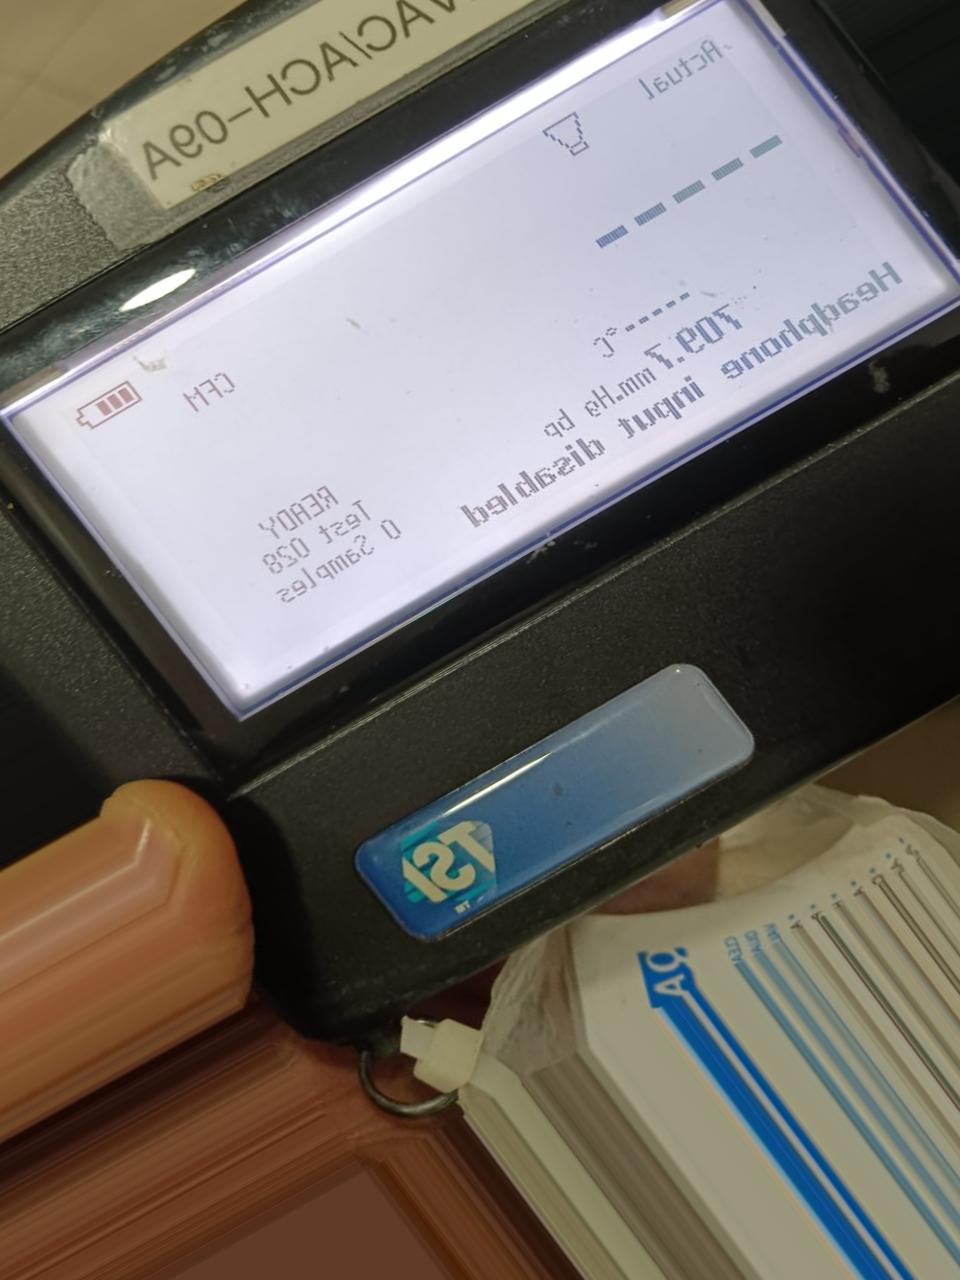 VAC/ACH-09A
Actual
-----
CFM
-----°C
709.7 mm.Hg bp
Headphone input disabled
READY
Test 028
0 Samples
TSI